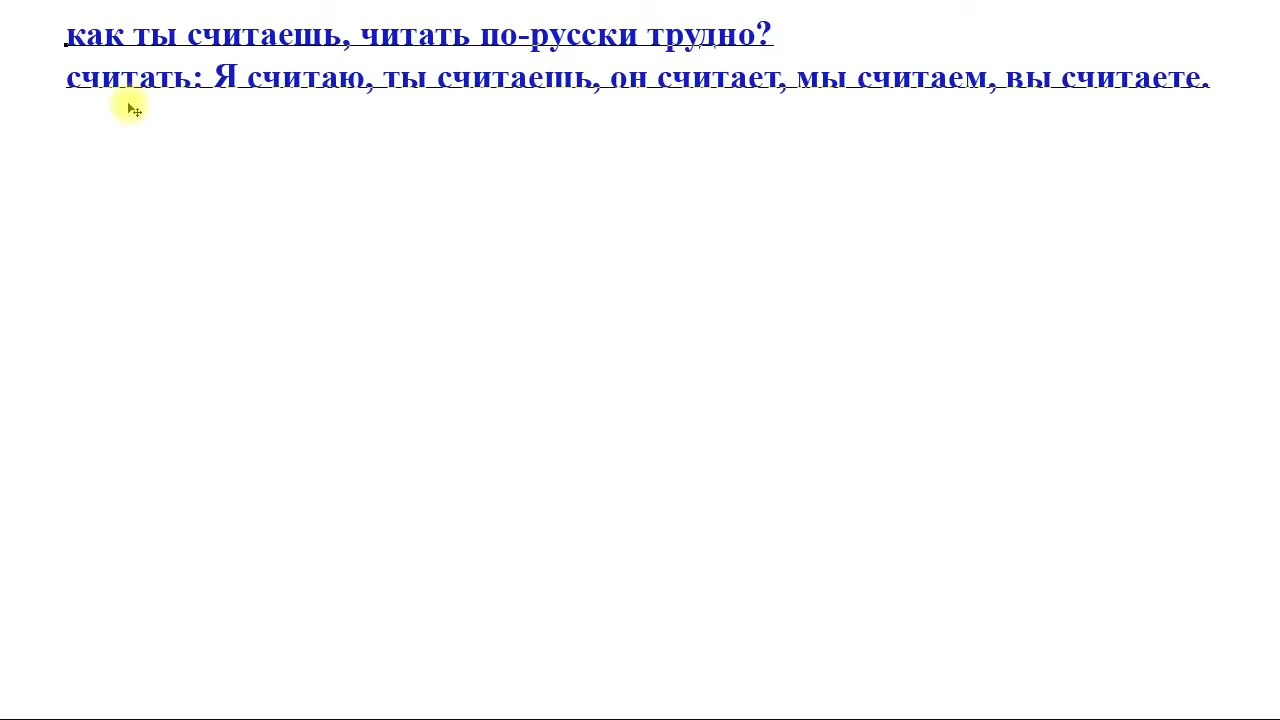 как ты считаешь, читать по-русски трудно?
считать: Я считаю, ты считаешь, он считает, мы считаем, вы считаете.